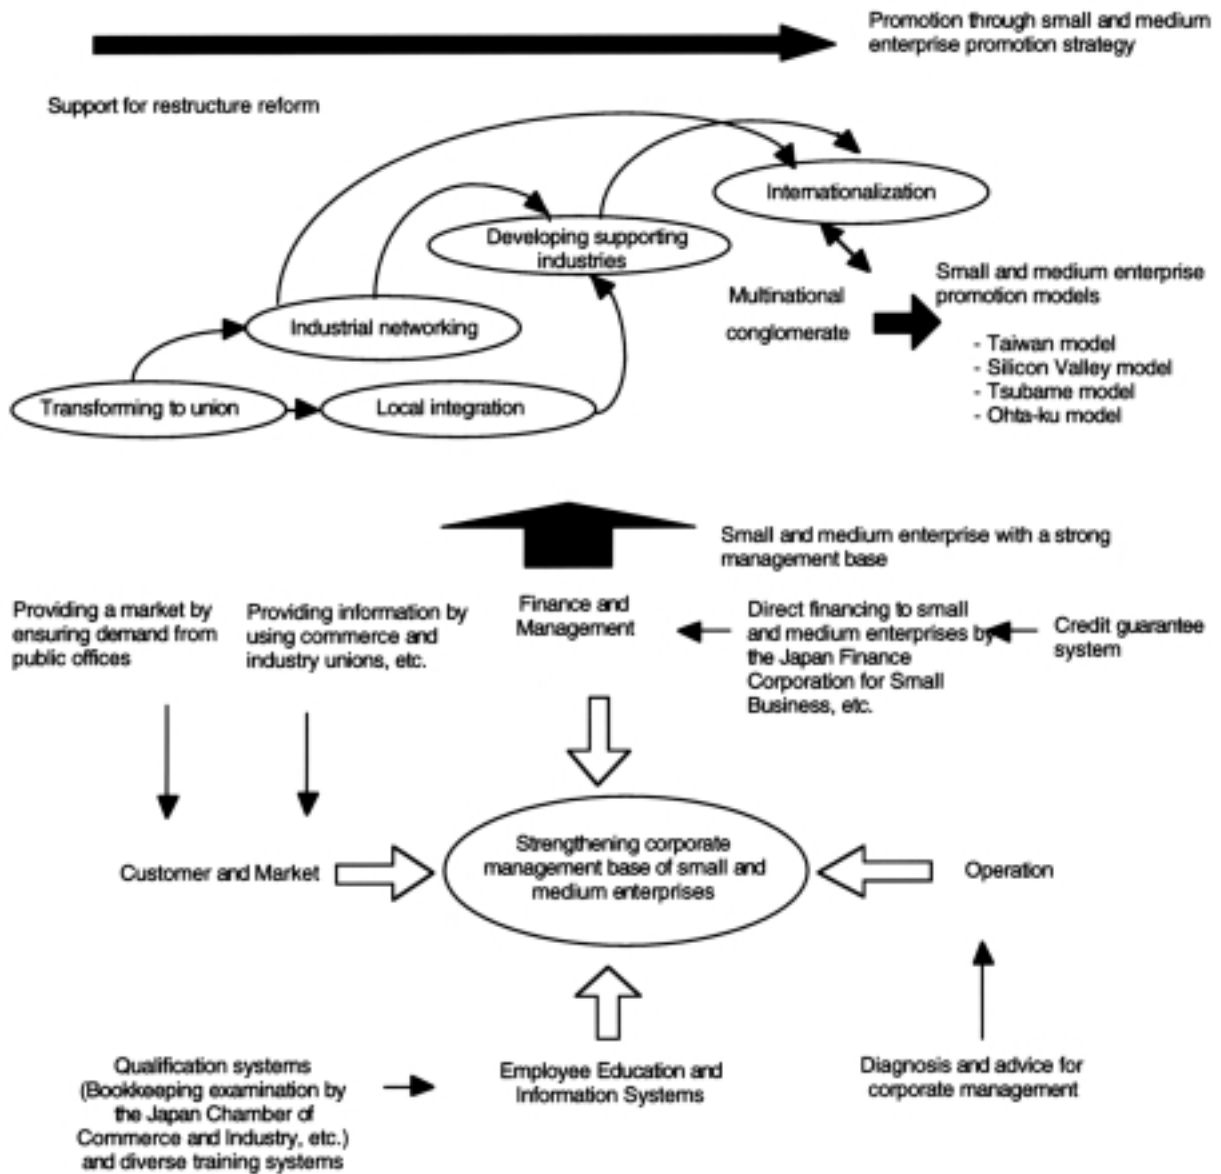 Promotion through small and medium
enterprise promotion strategy
Support for restructure reform
Internationalization
Developing supporting
industries
Industrial networking
Transforming to union
Local integration
Multinational
conglomerate
Small and medium enterprise
promotion models
- Taiwan model
- Silicon Valley model
- Tsubame model
- Ohta-ku model
Small and medium enterprise with a strong
management base
Providing a market by
ensuring demand from
public offices
Providing information by
using commerce and
industry unions, etc.
Finance and
Management
Direct financing to small
and medium enterprises by
the Japan Finance
Corporation for Small
Business, etc.
Credit guarantee
system
Customer and Market
Strengthening corporate
management base of small and
medium enterprises
Operation
Qualification systems
(Bookkeeping examination by
the Japan Chamber of
Commerce and Industry, etc.)
and diverse training systems
Employee Education and
Information Systems
Diagnosis and advice for
corporate management